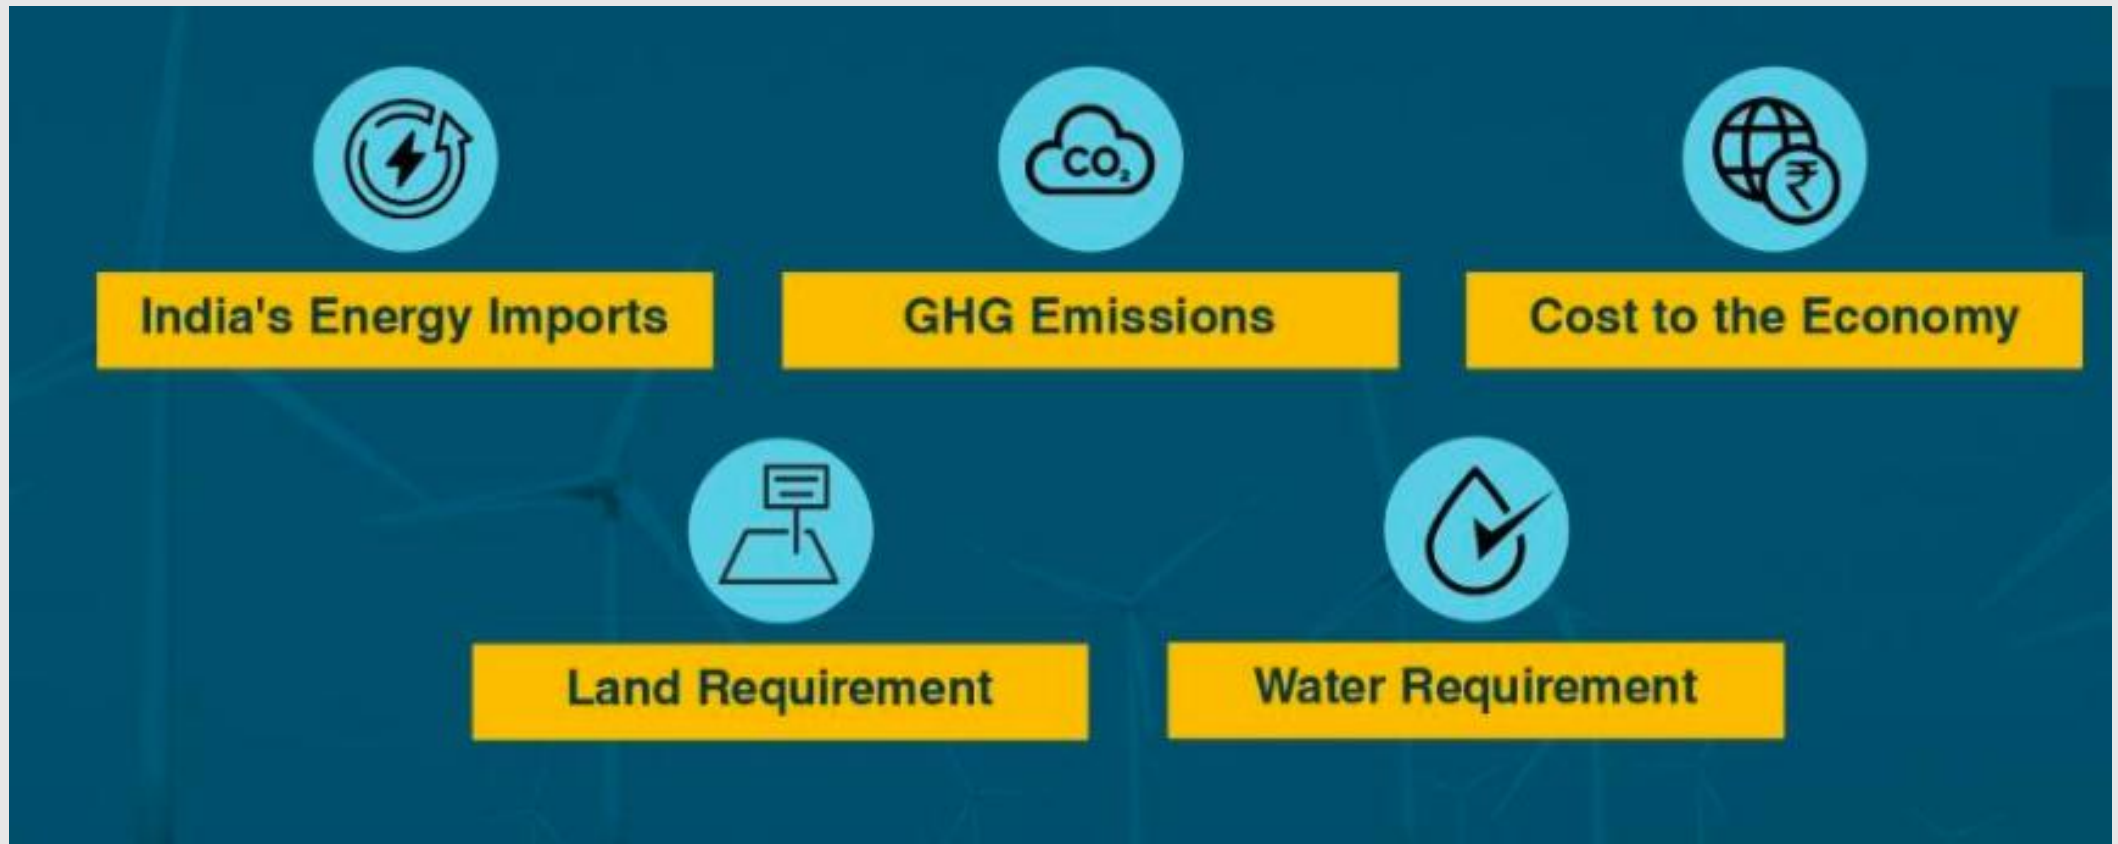 CO₂
₹
India's Energy Imports
GHG Emissions
Cost to the Economy
Land Requirement
Water Requirement